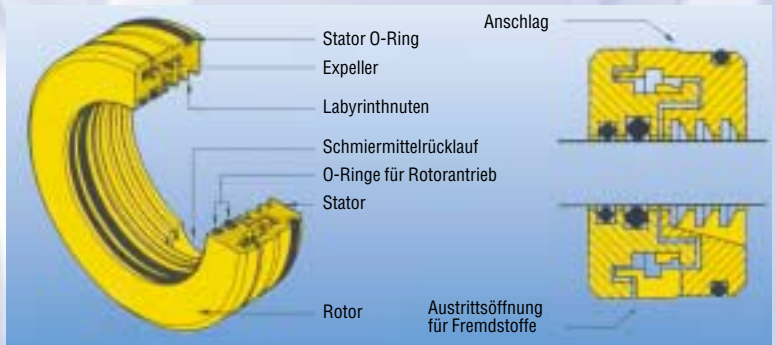 Stator O-Ring
Expeller
Labyrinthnuten
Schmiermittelrücklauf
O-Ringe für Rotorantrieb
Stator
Rotor
Anschlag
Austrittsöffnung
für Fremdstoffe